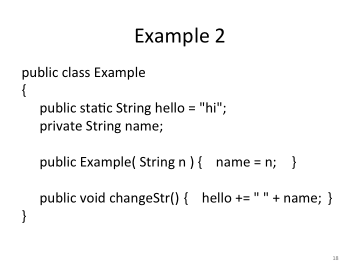 Example 2
public class Example
{
public static String hello = "hi";
private String name;
public Example( String n ) { name = n; }
public void changeStr() { hello += " " + name; }
}
18